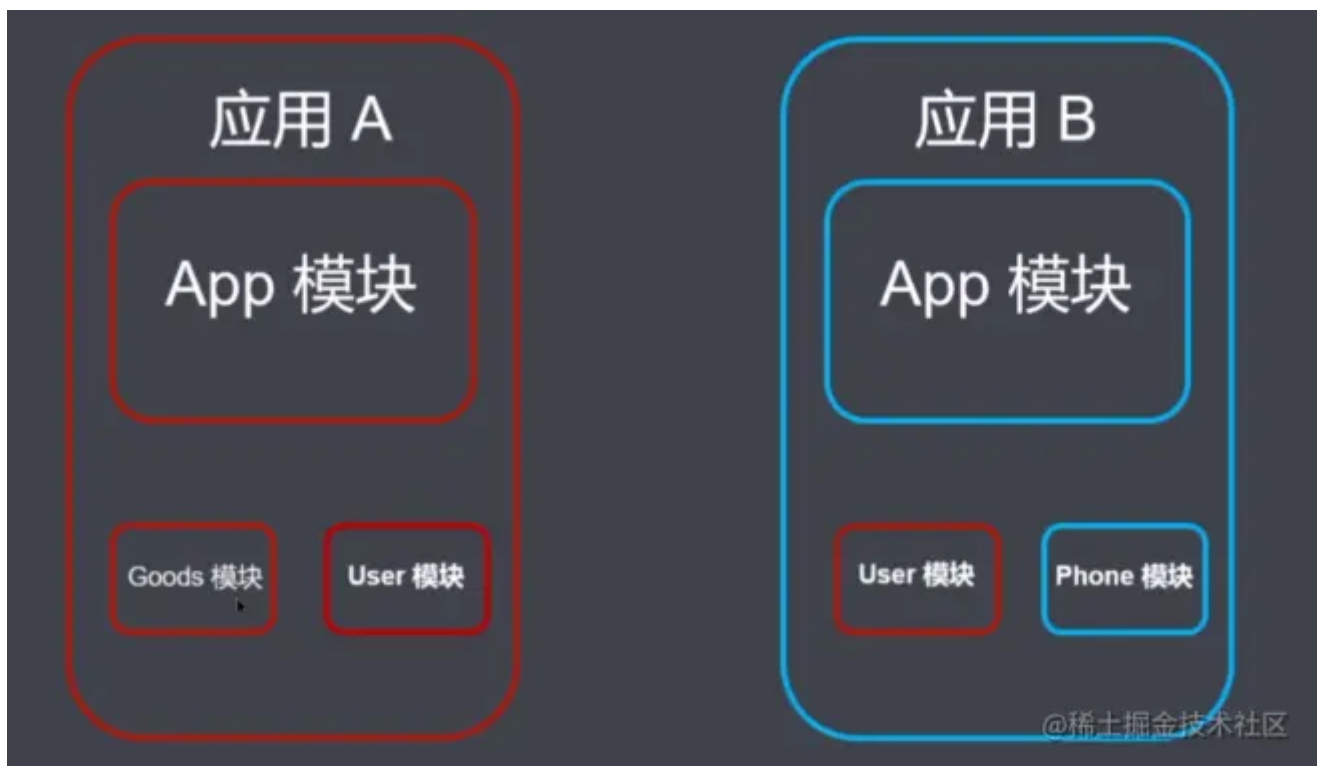 应用 A
应用 B
App 模块
App 模块
Goods 模块
User 模块
User 模块
Phone 模块
@稀土掘金技术社区